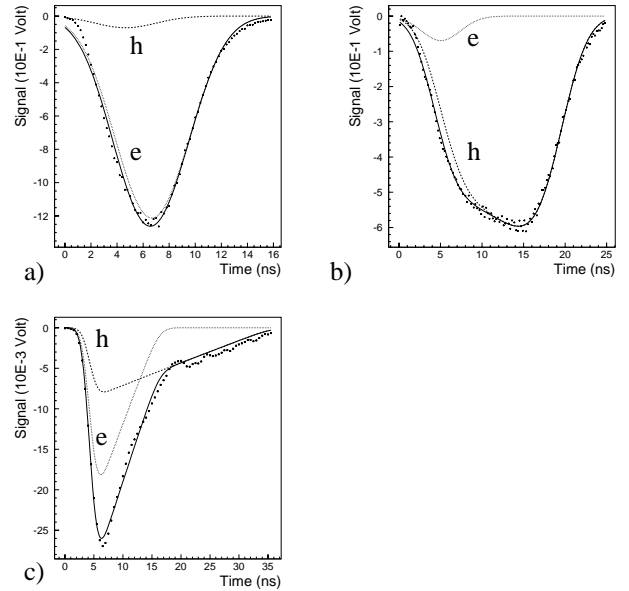 Signal (10E-1 Volt)
0
-2
-4
-6
-8
-10
-12
h
e
0 2 4 6 8 10 12 14 16
Time (ns)
a)
Signal (10E-1 Volt)
0
-1
-2
-3
-4
-5
-6
e
h
0 5 10 15 20 25
Time (ns)
b)
Signal (10E-3 Volt)
0
-5
-10
-15
-20
-25
h
e
0 5 10 15 20 25 30 35
Time (ns)
c)